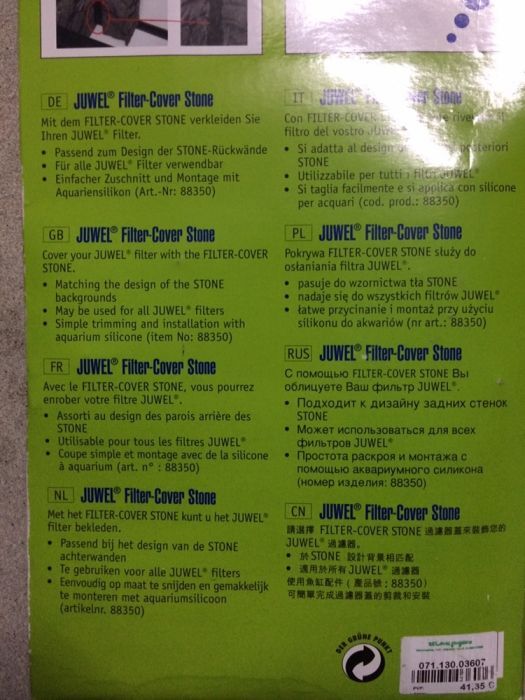 DE JUWEL® Filter-Cover Stone
Mit dem FILTER-COVER STONE verkleiden Sie
Ihren JUWEL® Filter.
• Passend zum Design der STONE-Rückwände
• Für alle JUWEL® Filter verwendbar
• Einfacher Zuschnitt und Montage mit
Aquariensilikon (Art.-Nr: 88350)
GB JUWEL® Filter-Cover Stone
Cover your JUWEL® filter with the FILTER-COVER
STONE.
• Matching the design of the STONE
backgrounds
• May be used for all JUWEL® filters
• Simple trimming and installation with
aquarium silicone (item No: 88350)
FR JUWEL® Filter-Cover Stone
Avec le FILTER-COVER STONE, vous pourrez
enrober votre filtre JUWEL®.
• Assorti au design des parois arrière des
STONE
• Utilisable pour tous les filtres JUWEL®
• Coupe simple et montage avec de la silicone
à aquarium (art. n° : 88350)
NL JUWEL® Filter-Cover Stone
Met het FILTER-COVER STONE kunt u het JUWEL®
filter bekleden.
• Passend bij het design van de STONE
achterwanden
• Te gebruiken voor alle JUWEL® filters
• Eenvoudig op maat te snijden en gemakkelijk
te monteren met aquariumsilicoon
(artikelnr. 88350)
IT JUWEL® Stone
Con FILTER-COVER
filtro del vostro
• Si adatta al design posteriori
STONE
• Utilizzabile per tutti i filtri JUWEL®
• Si taglia facilmente e si applica con silicone
per acquari (cod. prod.: 88350)
PL JUWEL® Filter-Cover Stone
Pokrywa FILTER-COVER STONE służy do
osłaniania filtra JUWEL®.
• pasuje do wzornictwa tła STONE
• nadaje się do wszystkich filtrów JUWEL®
• łatwe przycinanie i montaż przy użyciu
silikonu do akwariów (nr art.: 88350)
RUS JUWEL® Filter-Cover Stone
С помощью FILTER-COVER STONE Вы
облицуете Ваш фильтр JUWEL®.
• Подходит к дизайну задних стенок
STONE
• Может использоваться для всех
фильтров JUWEL®
• Простота раскроя и монтажа с
помощью аквариумного силикона
(номер изделия: 88350)
CN JUWEL® Filter-Cover Stone
請選擇 FILTER-COVER STONE 過濾器蓋來裝飾您的
JUWEL® 過濾器。
• 於STONE 設計背景相匹配
• 適用於所有JUWEL® 過濾器
使用魚缸配件 ( 產品號 : 88350)
可簡單完成過濾器蓋的剪裁和安裝
DER GRÜNE PUNKT
071.130.03607
41,35 €